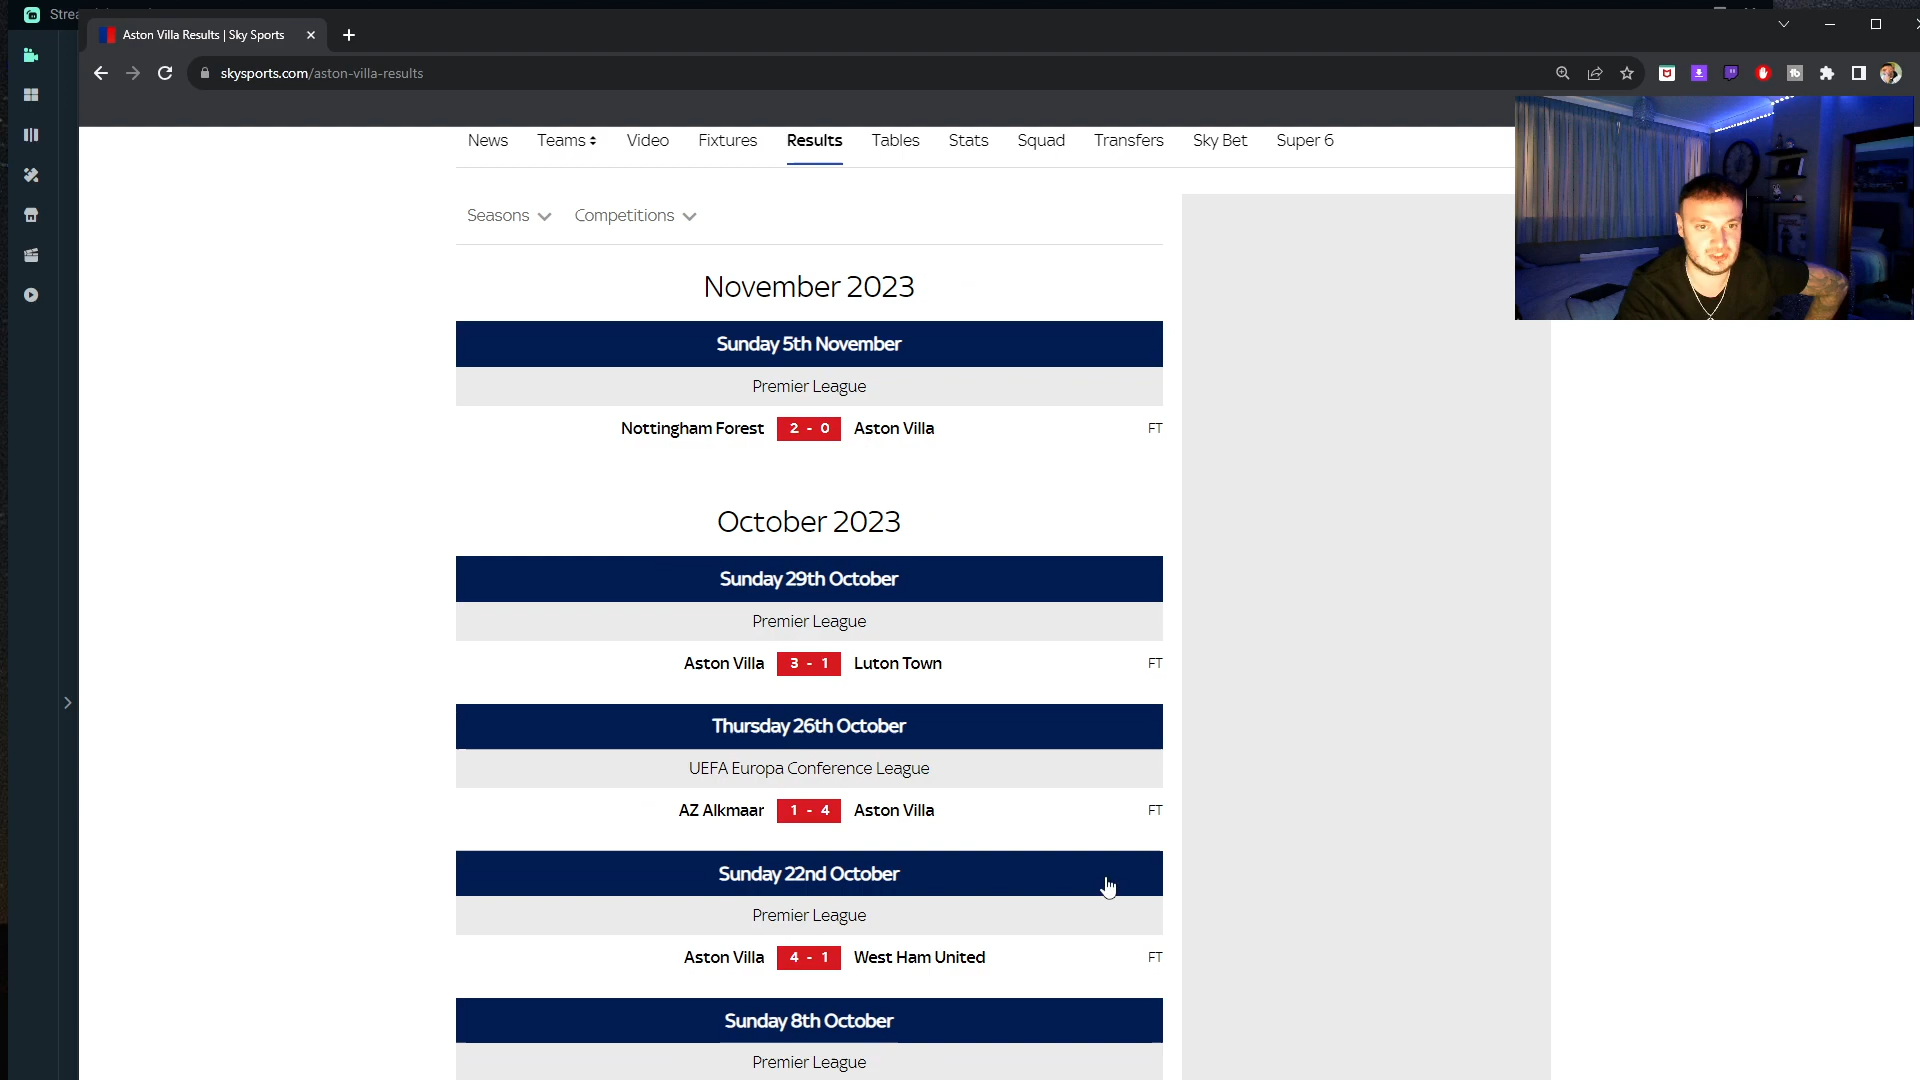 Aston Villa Results | Sky Sports
skysports.com/aston-villa-results
News Teams Video Fixtures Results Tables Stats Squad Transfers Sky Bet Super 6
Seasons Competitions
November 2023
Sunday 5th November
Premier League
Nottingham Forest 2 - 0 Aston Villa FT
October 2023
Sunday 29th October
Premier League
Aston Villa 3 - 1 Luton Town FT
Thursday 26th October
UEFA Europa Conference League
AZ Alkmaar 1 - 4 Aston Villa FT
Sunday 22nd October
Premier League
Aston Villa 4 - 1 West Ham United FT
Sunday 8th October
Premier League